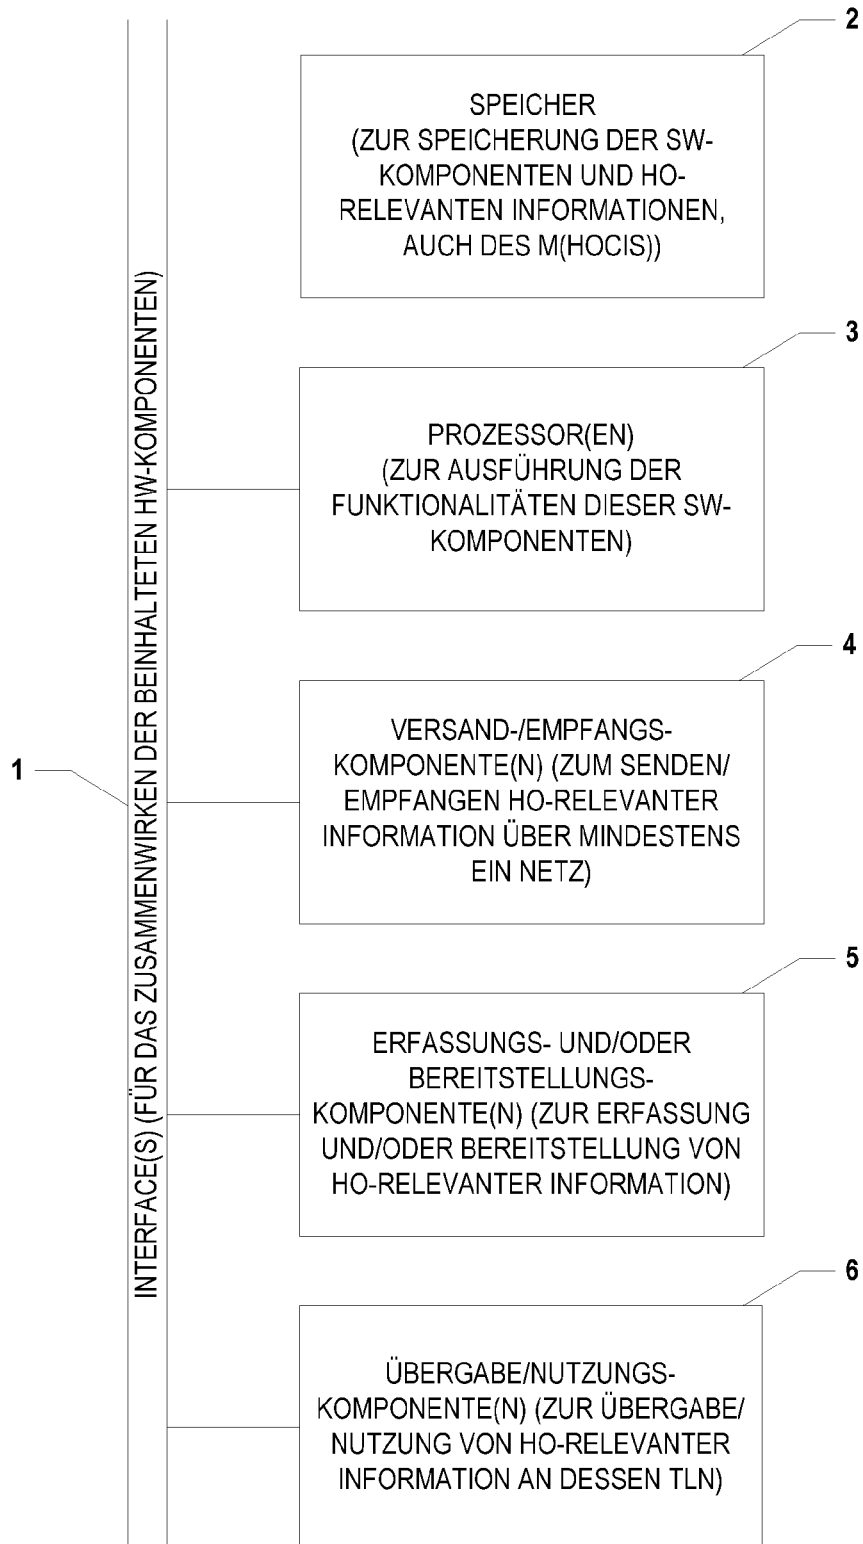 2
SPEICHER
(ZUR SPEICHERUNG DER SW-
KOMPONENTEN UND HO-
RELEVANTEN INFORMATIONEN,
AUCH DES M(HOCIS))
3
PROZESSOR(EN)
(ZUR AUSFÜHRUNG DER
FUNKTIONALITÄTEN DIESER SW-
KOMPONENTEN)
4
VERSAND-/EMPFANGS-
KOMPONENTE(N) (ZUM SENDEN/
EMPFANGEN HO-RELEVANTER
INFORMATION ÜBER MINDESTENS
EIN NETZ)
1
INTERFACE(S) (FÜR DAS ZUSAMMENWIRKEN DER BEINHALTETEN HW-KOMPONENTEN)
5
ERFASSUNGS- UND/ODER
BEREITSTELLUNGS-
KOMPONENTE(N) (ZUR ERFASSUNG
UND/ODER BEREITSTELLUNG VON
HO-RELEVANTER INFORMATION)
6
ÜBERGABE/NUTZUNGS-
KOMPONENTE(N) (ZUR ÜBERGABE/
NUTZUNG VON HO-RELEVANTER
INFORMATION AN DESSEN TLN)